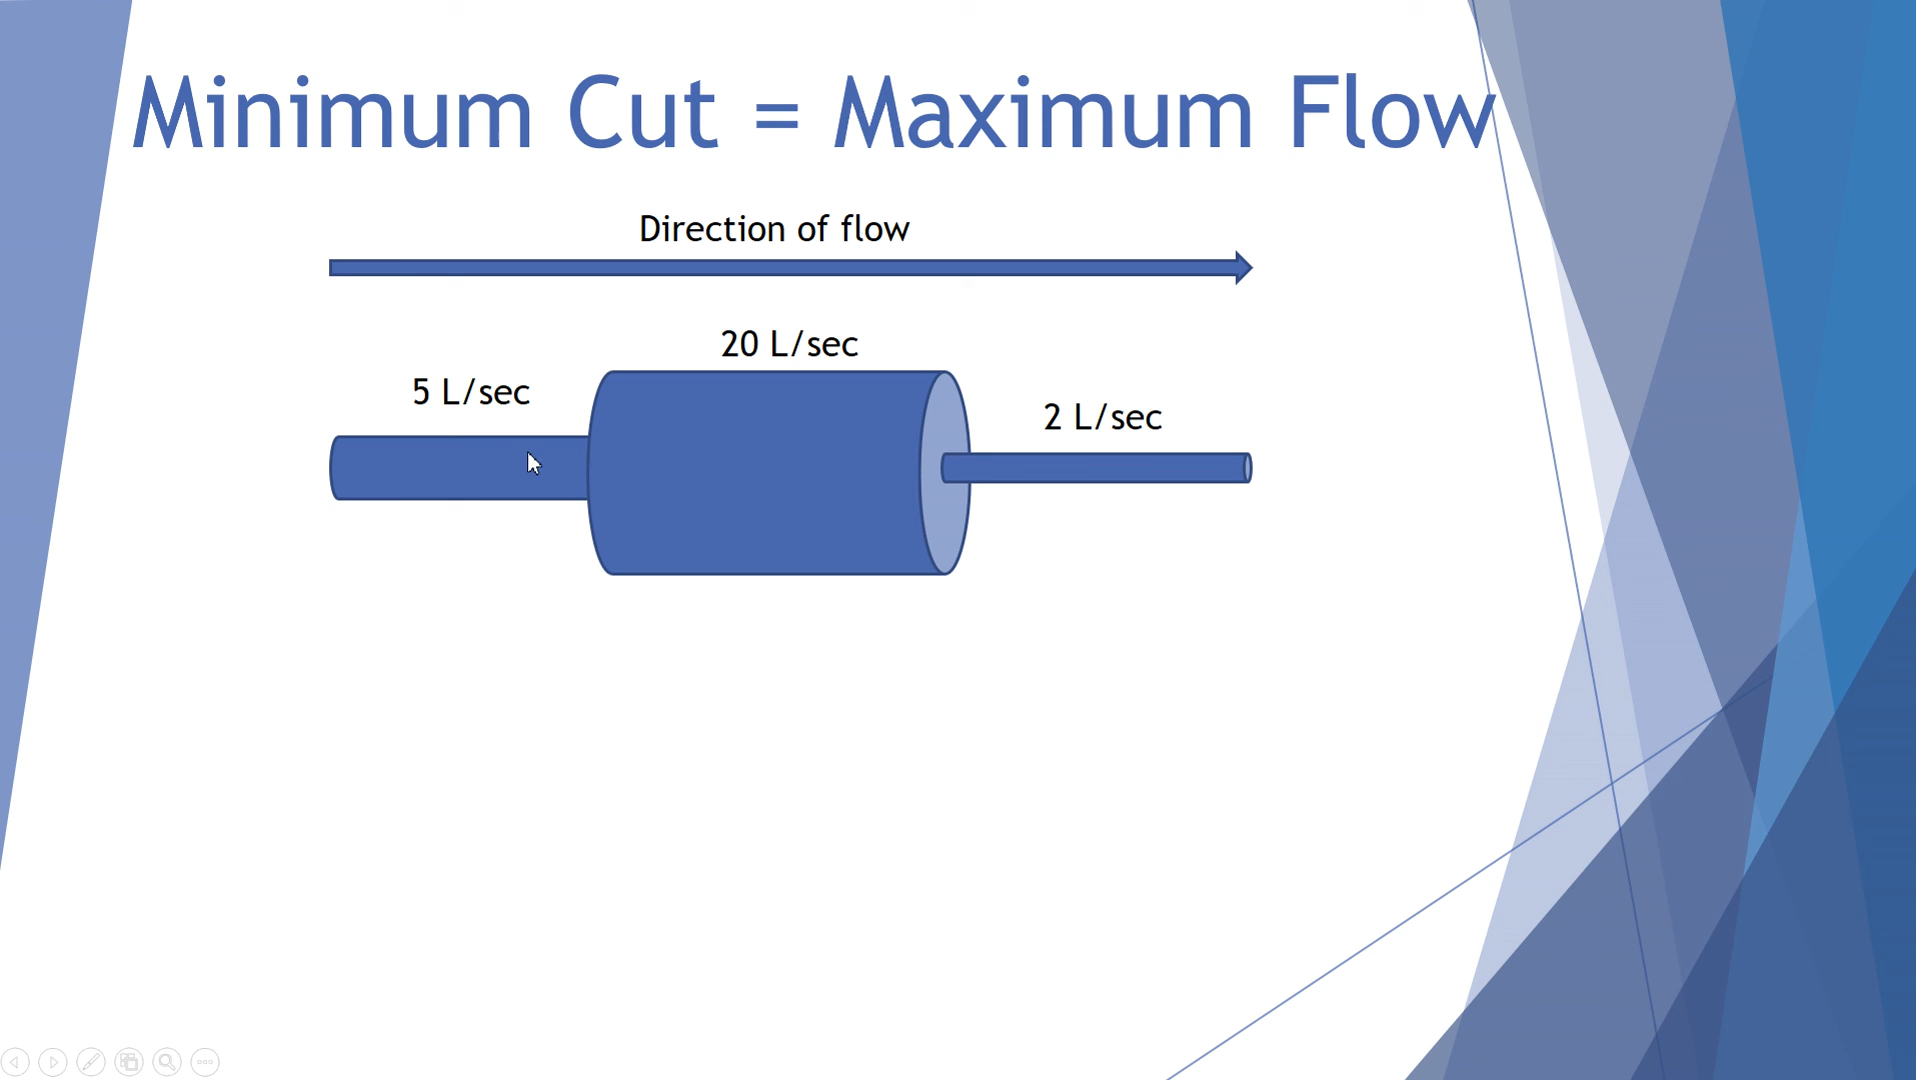 Minimum Cut = Maximum Flow
Direction of flow
20 L/sec
5 L/sec
2 L/sec